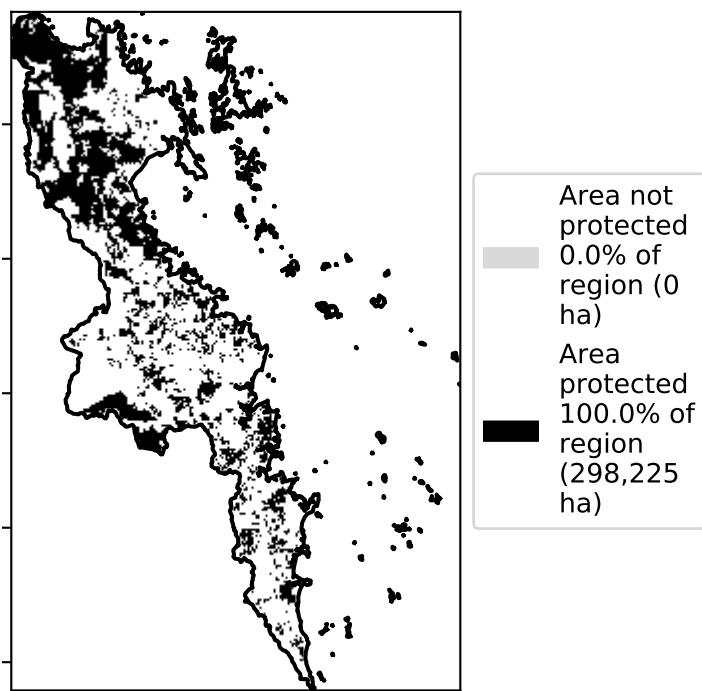 Area not
protected
0.0% of
region (0
ha)
Area
protected
100.0% of
region
(298,225
ha)